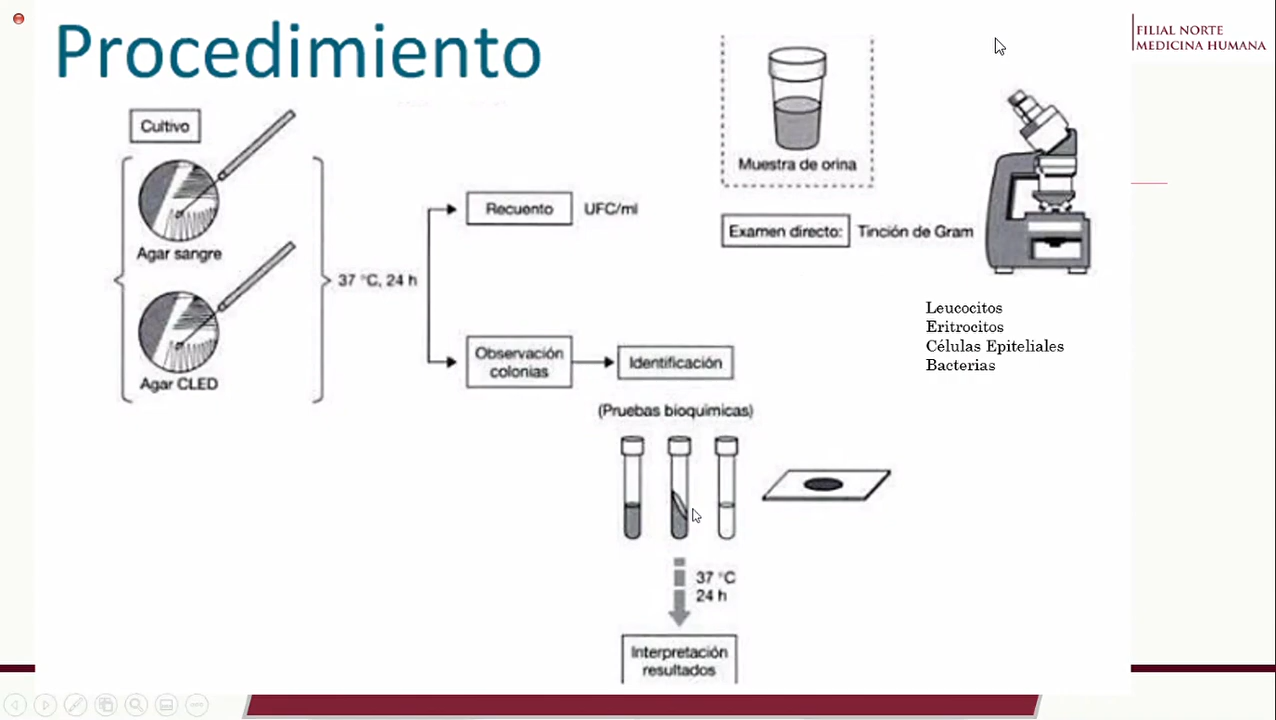 Procedimiento
FILIAL NORTE
MEDICINA HUMANA
Cultivo
Agar sangre
Agar CLED
37 °C, 24 h
Recuento
UFC/ml
Observación
colonias
Identificación
(Pruebas bioquimicas)
37 °C
24 h
Interpretación
resultados
Muestra de orina
Examen directo:
Tinción de Gram
Leucocitos
Eritrocitos
Células Epiteliales
Bacterias